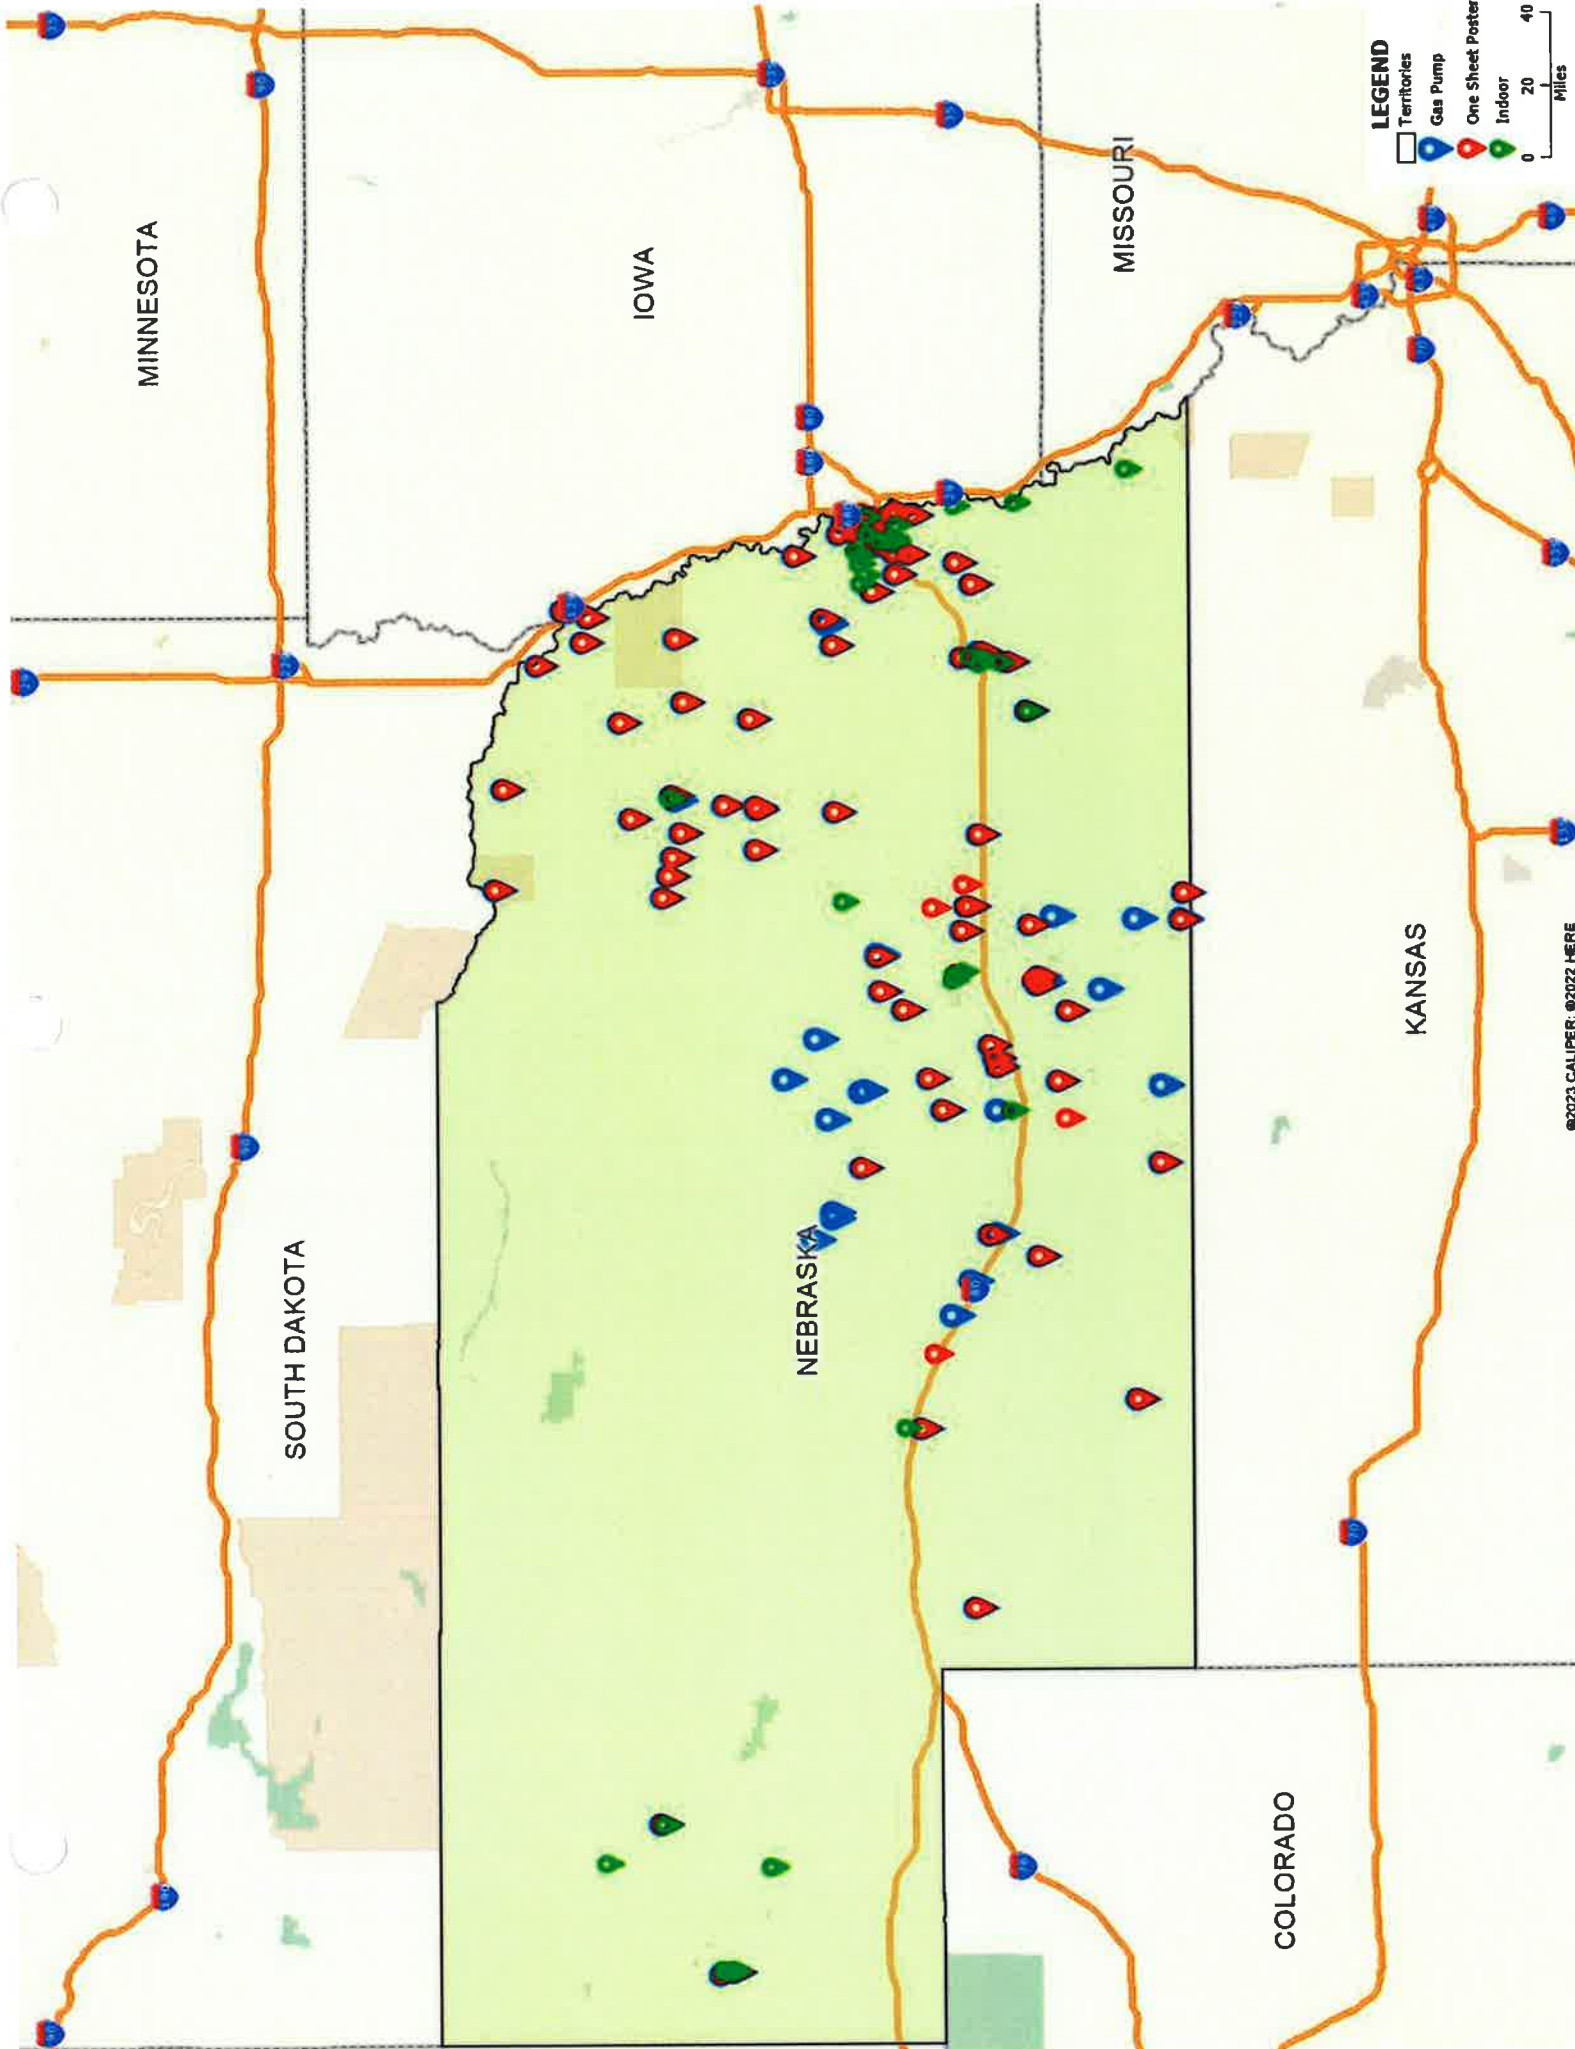 MINNESOTA
SOUTH DAKOTA
IOWA
NEBRASKA
MISSOURI
COLORADO
KANSAS
LEGEND
Territories
Gas Pump
One Sheet Poster
Indoor
0 20 40
Miles
©2023 CALIPER; ©2022 HERE